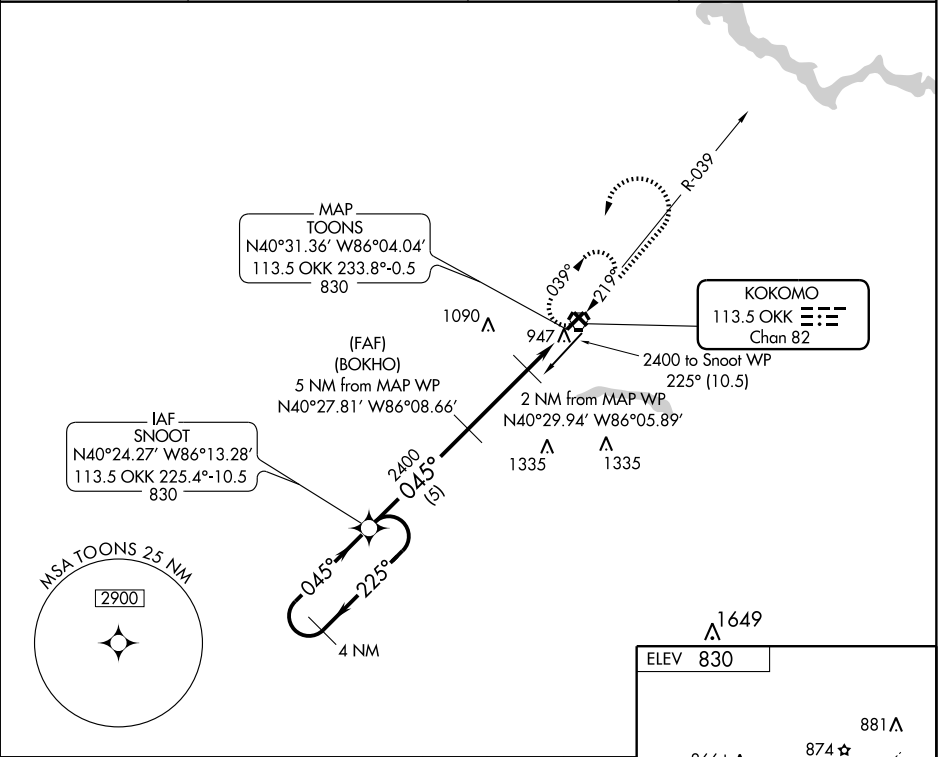 R-039
MAP
TOONS
N40°31.36′ W86°04.04′
113.5 OKK 233.8°-0.5
830
039°
219°
KOKOMO
113.5 OKK
Chan 82
1090
947
2400 to Snoot WP
225° (10.5)
(FAF)
(BOKHO)
5 NM from MAP WP
N40°27.81′ W86°08.66′
2 NM from MAP WP
N40°29.94′ W86°05.89′
1335
1335
IAF
SNOOT
N40°24.27′ W86°13.28′
113.5 OKK 225.4°-10.5
830
2400
045°
(5)
045°
225°
4 NM
MSA TOONS 25 NM
2900
1649
ELEV 830
881
874